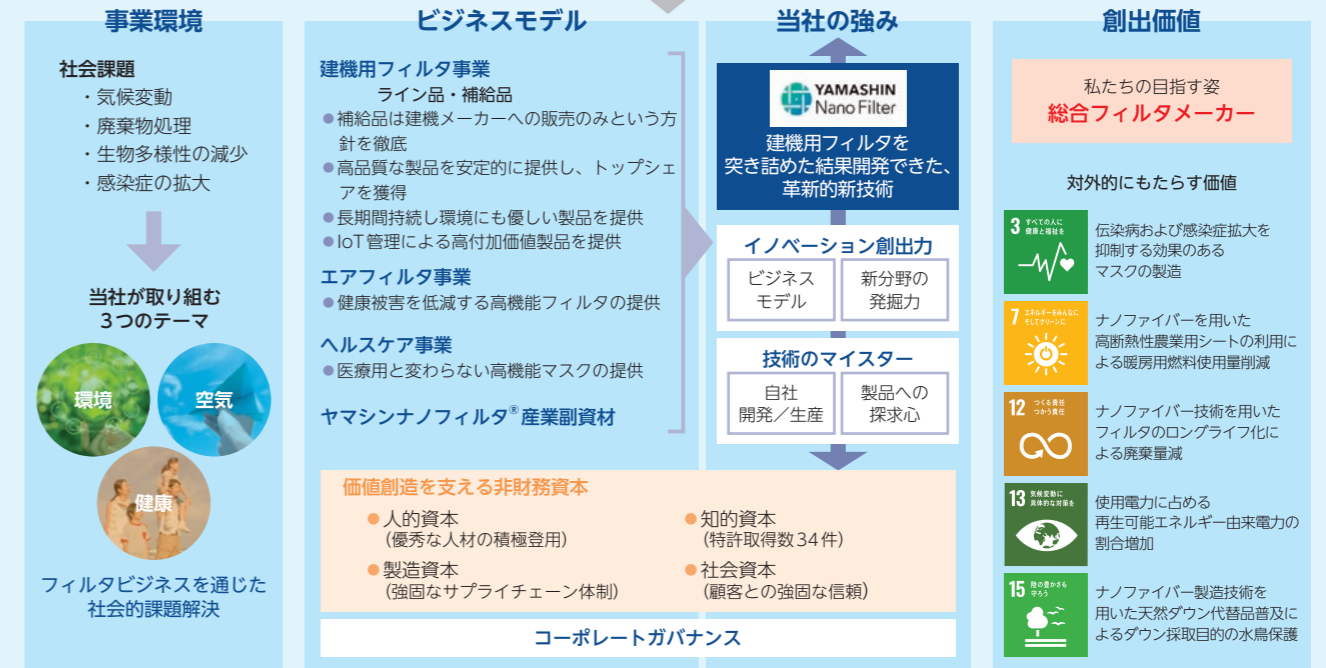 事業環境
社会課題
・気候変動
・廃棄物処理
・生物多様性の減少
・感染症の拡大
当社が取り組む
3つのテーマ
環境
空気
健康
フィルタビジネスを通じた
社会的課題解決
ビジネスモデル
建機用フィルタ事業
ライン品・補給品
●補給品は建機メーカーへの販売のみという方
針を徹底
●高品質な製品を安定的に提供し、トップシェ
アを獲得
●長期間持続し環境にも優しい製品を提供
●IoT管理による高付加価値製品を提供
エアフィルタ事業
●健康被害を低減する高機能フィルタの提供
ヘルスケア事業
●医療用と変わらない高機能マスクの提供
ヤマシンナノフィルタ®産業副資材
当社の強み
YAMASHIN
Nano Filter
建機用フィルタを
突き詰めた結果開発できた、
革新的新技術
イノベーション創出力
ビジネス
モデル
新分野の
発掘力
技術のマイスター
自社
開発／生産
製品への
探求心
価値創造を支える非財務資本
●人的資本
(優秀な人材の積極登用)
●知的資本
(特許取得数34件)
●製造資本
(強固なサプライチェーン体制)
●社会資本
(顧客との強固な信頼)
コーポレートガバナンス
創出価値
私たちの目指す姿
総合フィルタメーカー
対外的にもたらす価値
3 すべての人に
健康と福祉を
伝染病および感染症拡大を
抑制する効果のある
マスクの製造
7 エネルギーをみんなに
そしてクリーンに
ナノファイバーを用いた
高断熱性農業用シートの利用に
よる暖房用燃料使用量削減
12 つくる責任
つかう責任
ナノファイバー技術を用いた
フィルタのロングライフ化に
よる廃棄量減
13 気候変動に
具体的な対策を
使用電力に占める
再生可能エネルギー由来電力の
割合増加
15 陸の豊かさも
守ろう
ナノファイバー製造技術を
用いた天然ダウン代替品普及に
よるダウン採取目的の水鳥保護